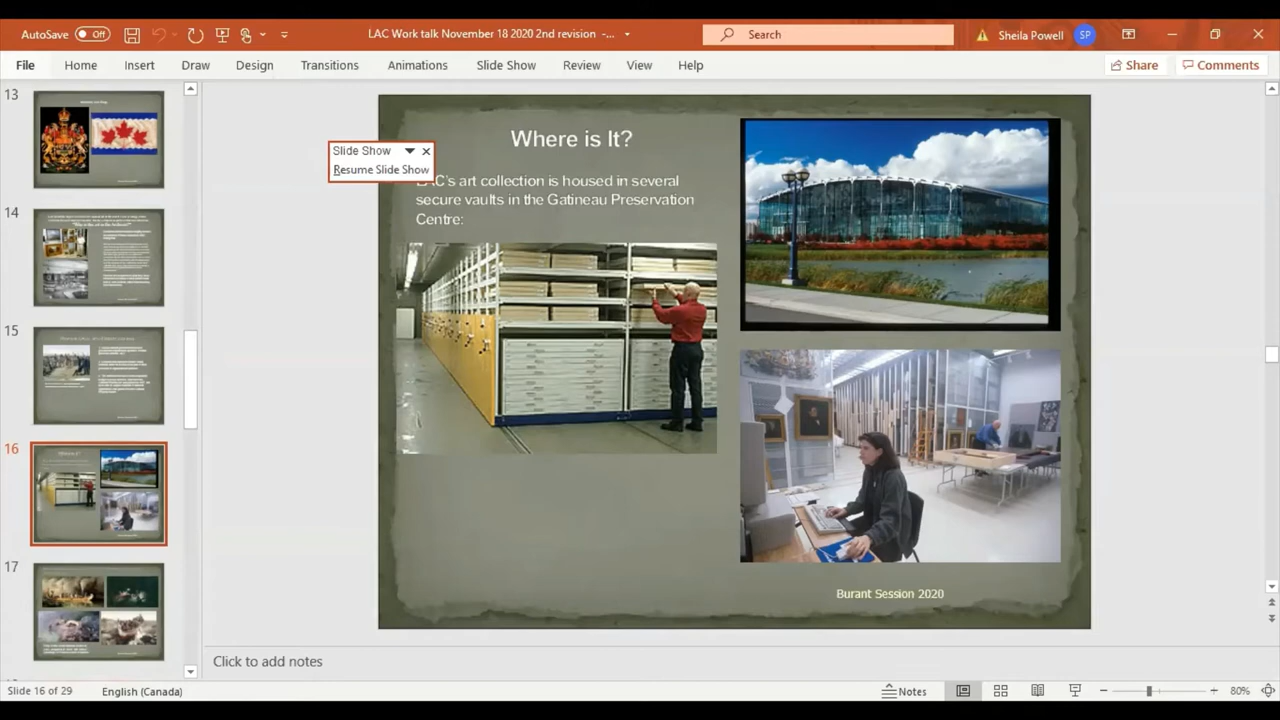 AutoSave Off
LAC Work talk November 18 2020 2nd revision -...
Search
Sheila Powell
SP
File Home Insert Draw Design Transitions Animations Slide Show Review View Help
Share Comments
13
14
15
16
17
Slide Show
Resume Slide Show
Where is It?
LAC's art collection is housed in several
secure vaults in the Gatineau Preservation
Centre:
Burant Session 2020
Click to add notes
Slide 16 of 29 English (Canada)
Notes
80%